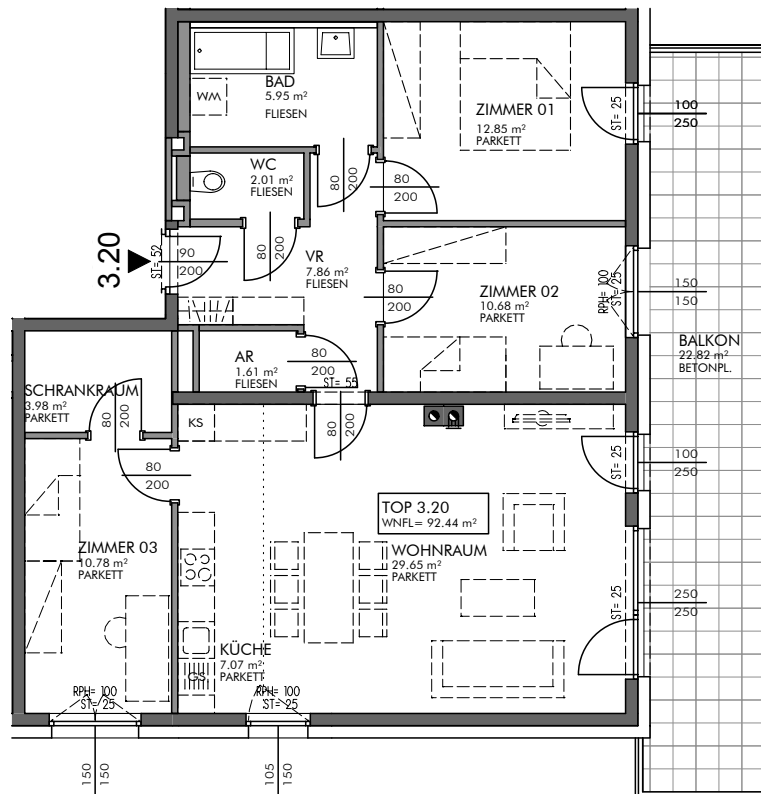 BAD
5.95 m²
FLIESEN
WM
ZIMMER 01
12.85 m²
PARKETT
ST= 25
100
250
WC
2.01 m²
FLIESEN
80
200
80
200
80
200
3.20
ST= 52
90
200
VR
7.86 m²
FLIESEN
80
200
ZIMMER 02
10.68 m²
PARKETT
RPH= 100
ST= 25
150
150
BALKON
22.82 m²
BETONPL.
AR
1.61 m²
FLIESEN
80
200
ST= 55
SCHRANKRAUM
3.98 m²
PARKETT
80
200
KS
80
200
80
200
ST= 25
100
250
TOP 3.20
WNFL= 92.44 m²
ZIMMER 03
10.78 m²
PARKETT
WOHNRAUM
29.65 m²
PARKETT
ST= 25
250
250
KÜCHE
7.07 m²
PARKETT
GS
RPH= 100
ST= 25
RPH= 100
ST= 25
150
150
105
150